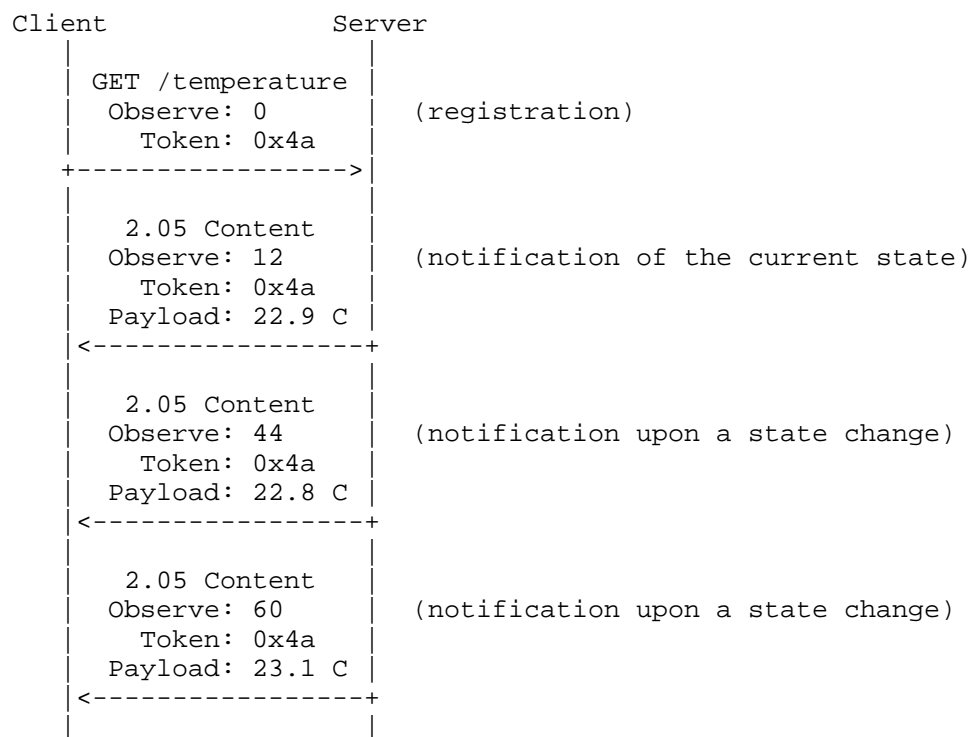 Client Server
GET /temperature
Observe: 0 (registration)
Token: 0x4a
+----------------->
2.05 Content
Observe: 12 (notification of the current state)
Token: 0x4a
Payload: 22.9 C
<-----------------+
2.05 Content
Observe: 44 (notification upon a state change)
Token: 0x4a
Payload: 22.8 C
<-----------------+
2.05 Content
Observe: 60 (notification upon a state change)
Token: 0x4a
Payload: 23.1 C
<-----------------+